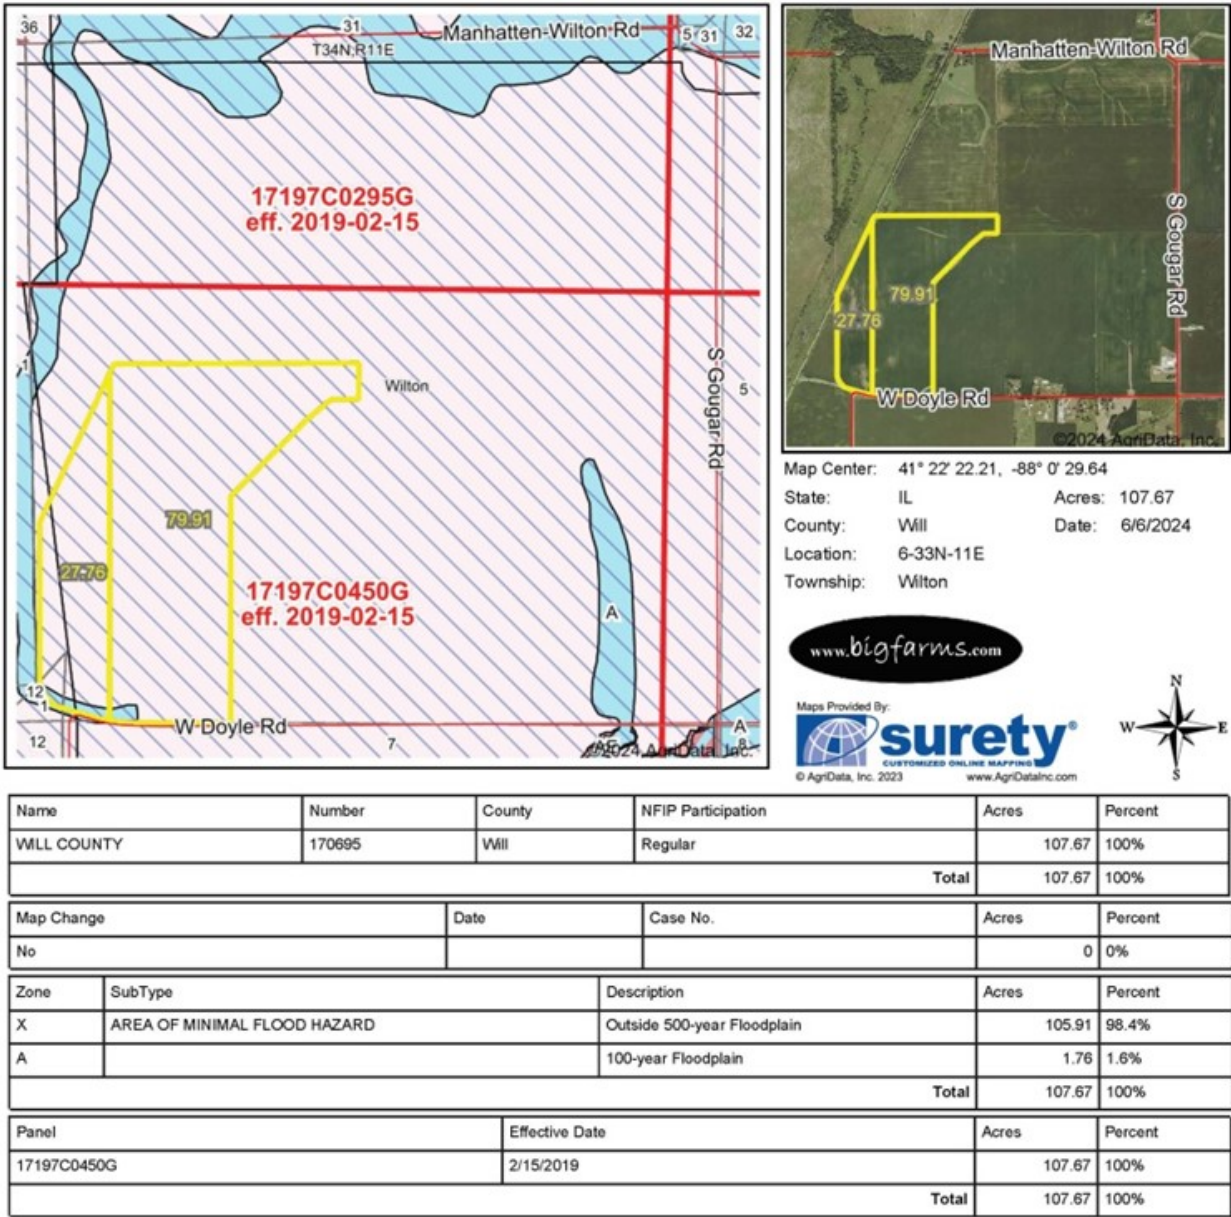 36
31
Manhatten-Wilton Rd
5 31 32
T34N,R11E
17197C0295G
eff. 2019-02-15
1
Wilton
S Gougar Rd
5
79.91
27.76
17197C0450G
eff. 2019-02-15
A
12
1
W Doyle Rd
12
7
A
AE
8
©2024 AgriData, Inc.
Manhatten-Wilton Rd
S Gougar Rd
79.91
27.76
W Doyle Rd
©2024 AgriData, Inc.
Map Center: 41° 22' 22.21, -88° 0' 29.64
State: IL Acres: 107.67
County: Will Date: 6/6/2024
Location: 6-33N-11E
Township: Wilton
www.bigfarms.com
Maps Provided By:
surety®
CUSTOMIZED ONLINE MAPPING
© AgriData, Inc. 2023 www.AgriDataInc.com
N
W E
S
Name Number County NFIP Participation Acres Percent
WILL COUNTY 170695 Will Regular 107.67 100%
Total 107.67 100%
Map Change Date Case No. Acres Percent
No 0 0%
Zone SubType Description Acres Percent
X AREA OF MINIMAL FLOOD HAZARD Outside 500-year Floodplain 105.91 98.4%
A 100-year Floodplain 1.76 1.6%
Total 107.67 100%
Panel Effective Date Acres Percent
17197C0450G 2/15/2019 107.67 100%
Total 107.67 100%